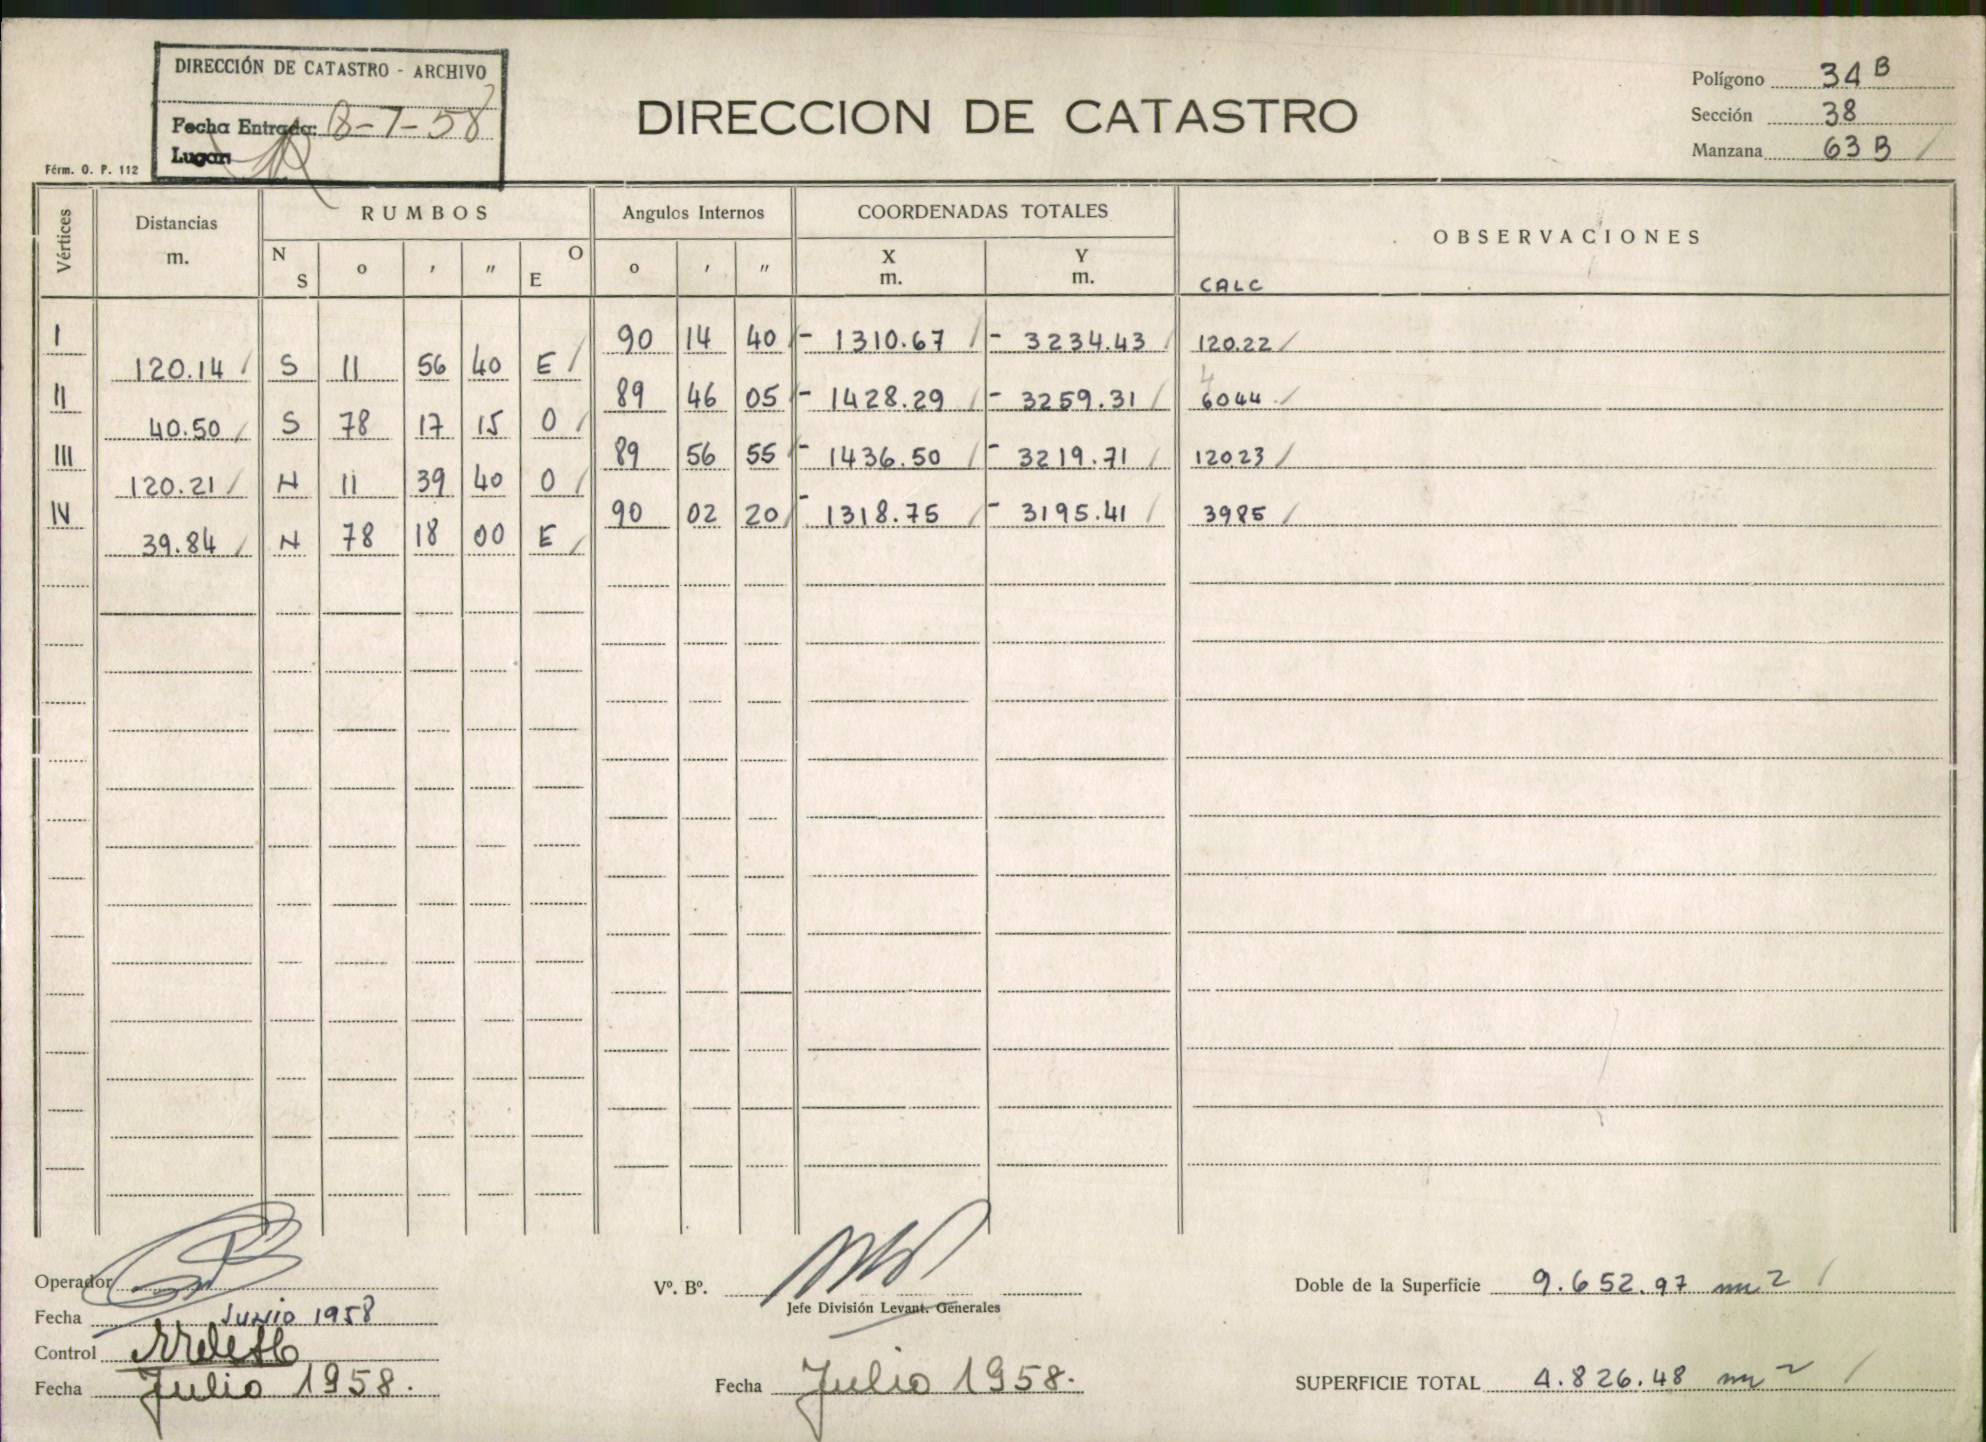 DIRECCIÓN DE CATASTRO - ARCHIVO
Fecha Entrada: 8-7-58
Lugar
Férm. O. P. 112
DIRECCION DE CATASTRO
Polígono 34 B
Sección 38
Manzana 63 B /
Vértices Distancias m. RUMBOS N S o ′ ″ O E Angulos Internos o ′ ″ COORDENADAS TOTALES X m. Y m. OBSERVACIONES
CALC
I 90 14 40 - 1310.67 / - 3234.43 / 120.22 /
120.14 / S 11 56 40 E /
II 89 46 05 - 1428.29 / - 3259.31 / 6044 /
4
40.50 / S 78 17 15 O /
III 89 56 55 - 1436.50 / - 3219.71 / 12023 /
120.21 / N 11 39 40 O /
IV 90 02 20 / - 1318.75 / - 3195.41 / 3985 /
39.84 / N 78 18 00 E /
Operador
Fecha Junio 1958
Control
Fecha Julio 1958.
Vº. Bº.
Jefe División Levant. Generales
Fecha Julio 1958.
Doble de la Superficie 9.652.97 m2 /
SUPERFICIE TOTAL 4.826.48 m2 /